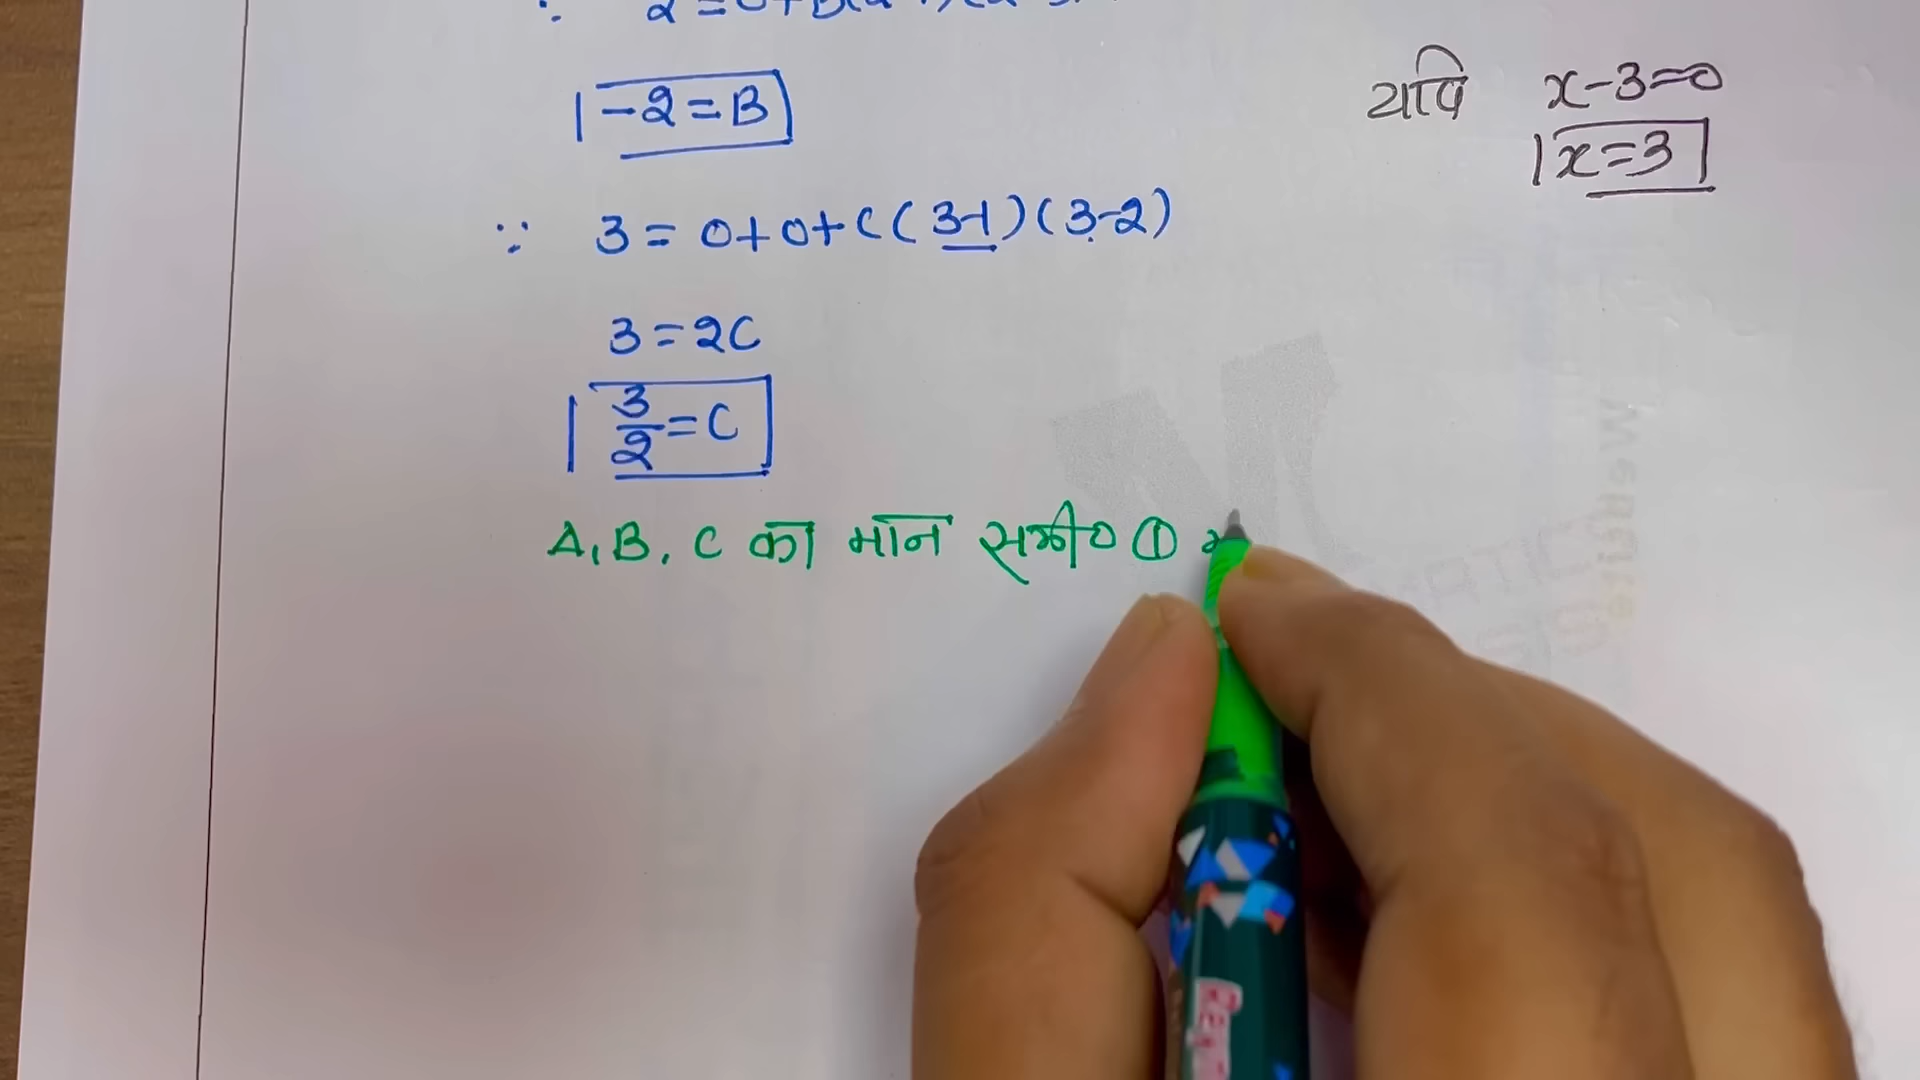 -2=B
यदि x-3=0
x=3
∵ 3=0+0+C(3-1)(3-2)
3=2C
3/2=C
A,B,C का मान समी० ①